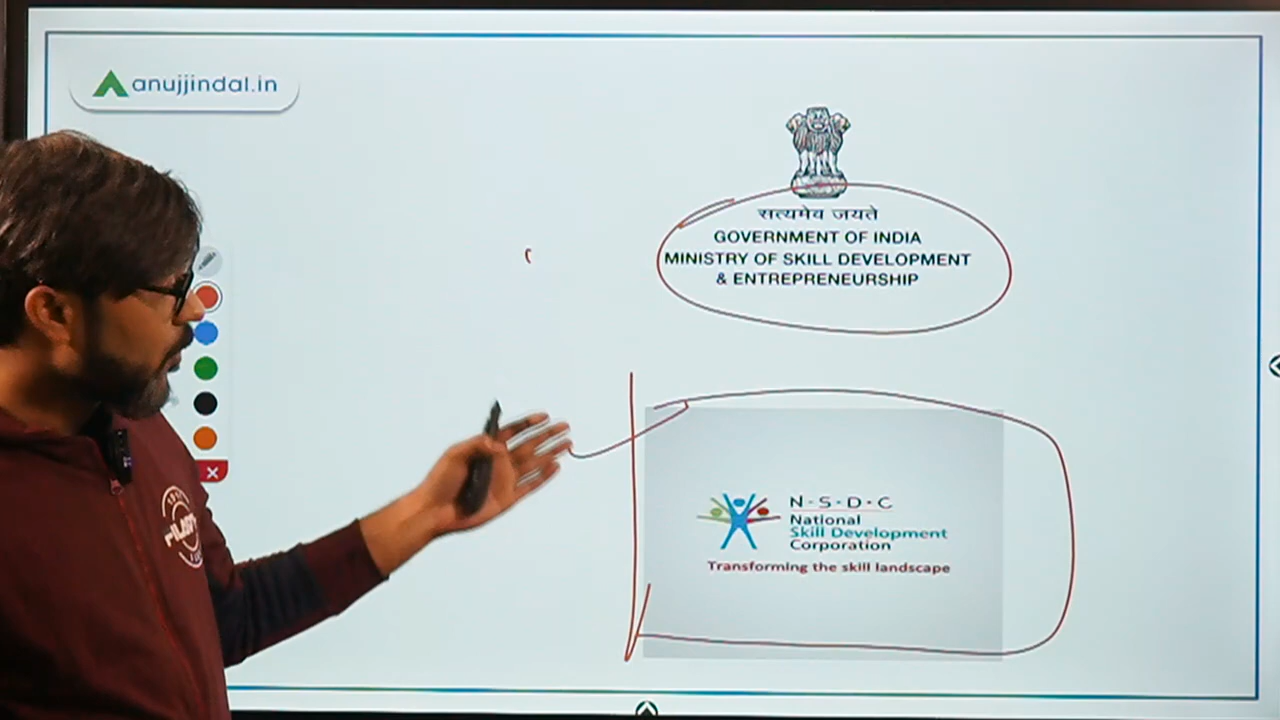 anujjindal.in
सत्यमेव जयते
GOVERNMENT OF INDIA
MINISTRY OF SKILL DEVELOPMENT
& ENTREPRENEURSHIP
N·S·D·C
National
Skill Development
Corporation
Transforming the skill landscape